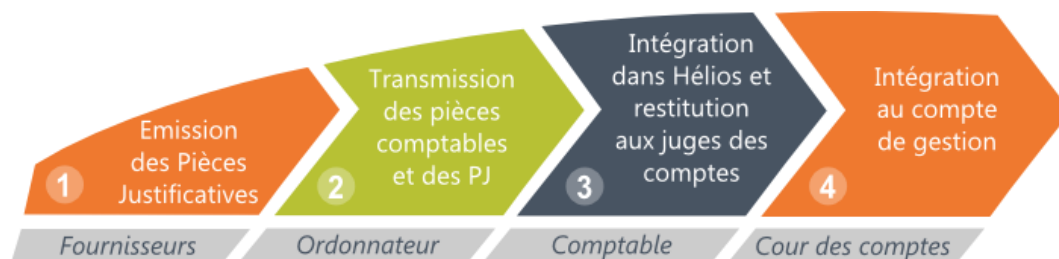 Emission
des Pièces
Justificatives
1
Transmission
des pièces
comptables
et des PJ
2
Intégration
dans Hélios et
restitution
aux juges des
comptes
3
Intégration
au compte
de gestion
4
Fournisseurs
Ordonnateur
Comptable
Cour des comptes